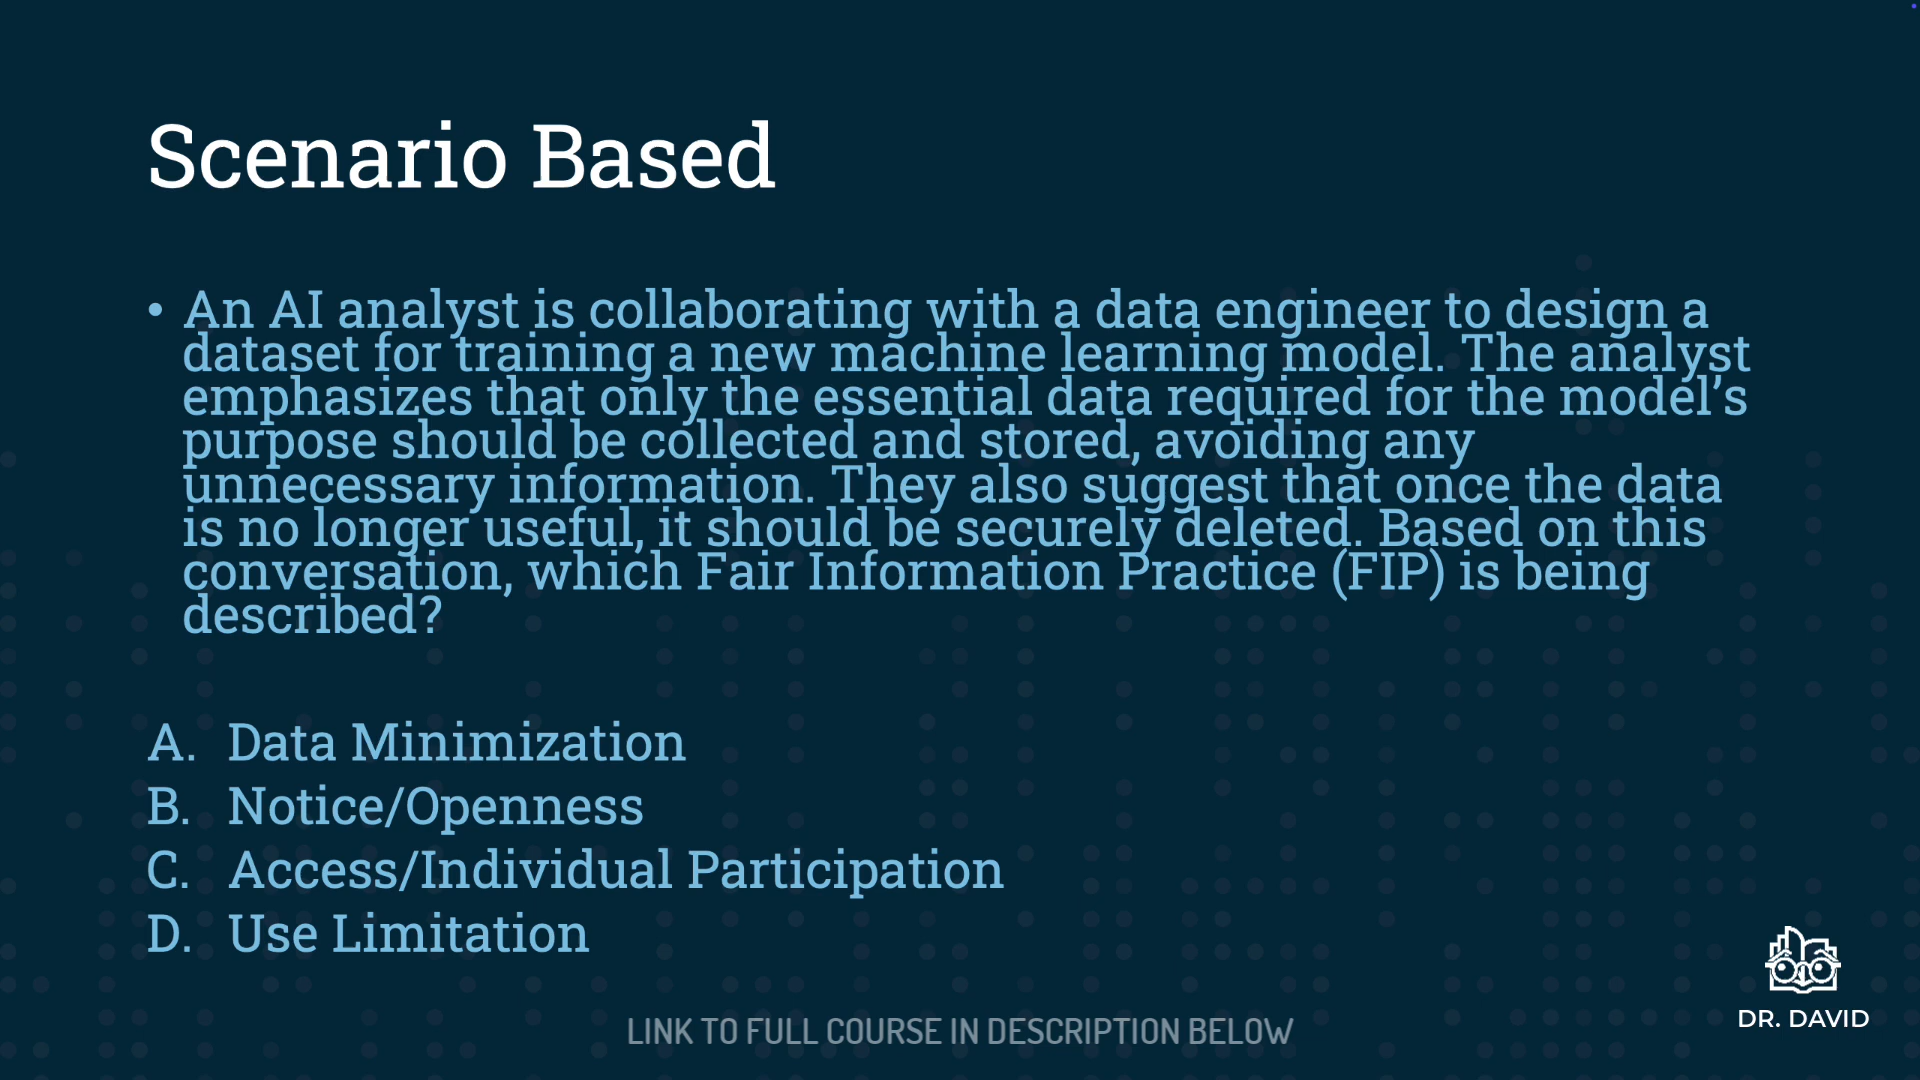 Scenario Based
• An AI analyst is collaborating with a data engineer to design a
dataset for training a new machine learning model. The analyst
emphasizes that only the essential data required for the model’s
purpose should be collected and stored, avoiding any
unnecessary information. They also suggest that once the data
is no longer useful, it should be securely deleted. Based on this
conversation, which Fair Information Practice (FIP) is being
described?
A. Data Minimization
B. Notice/Openness
C. Access/Individual Participation
D. Use Limitation
DR. DAVID
LINK TO FULL COURSE IN DESCRIPTION BELOW